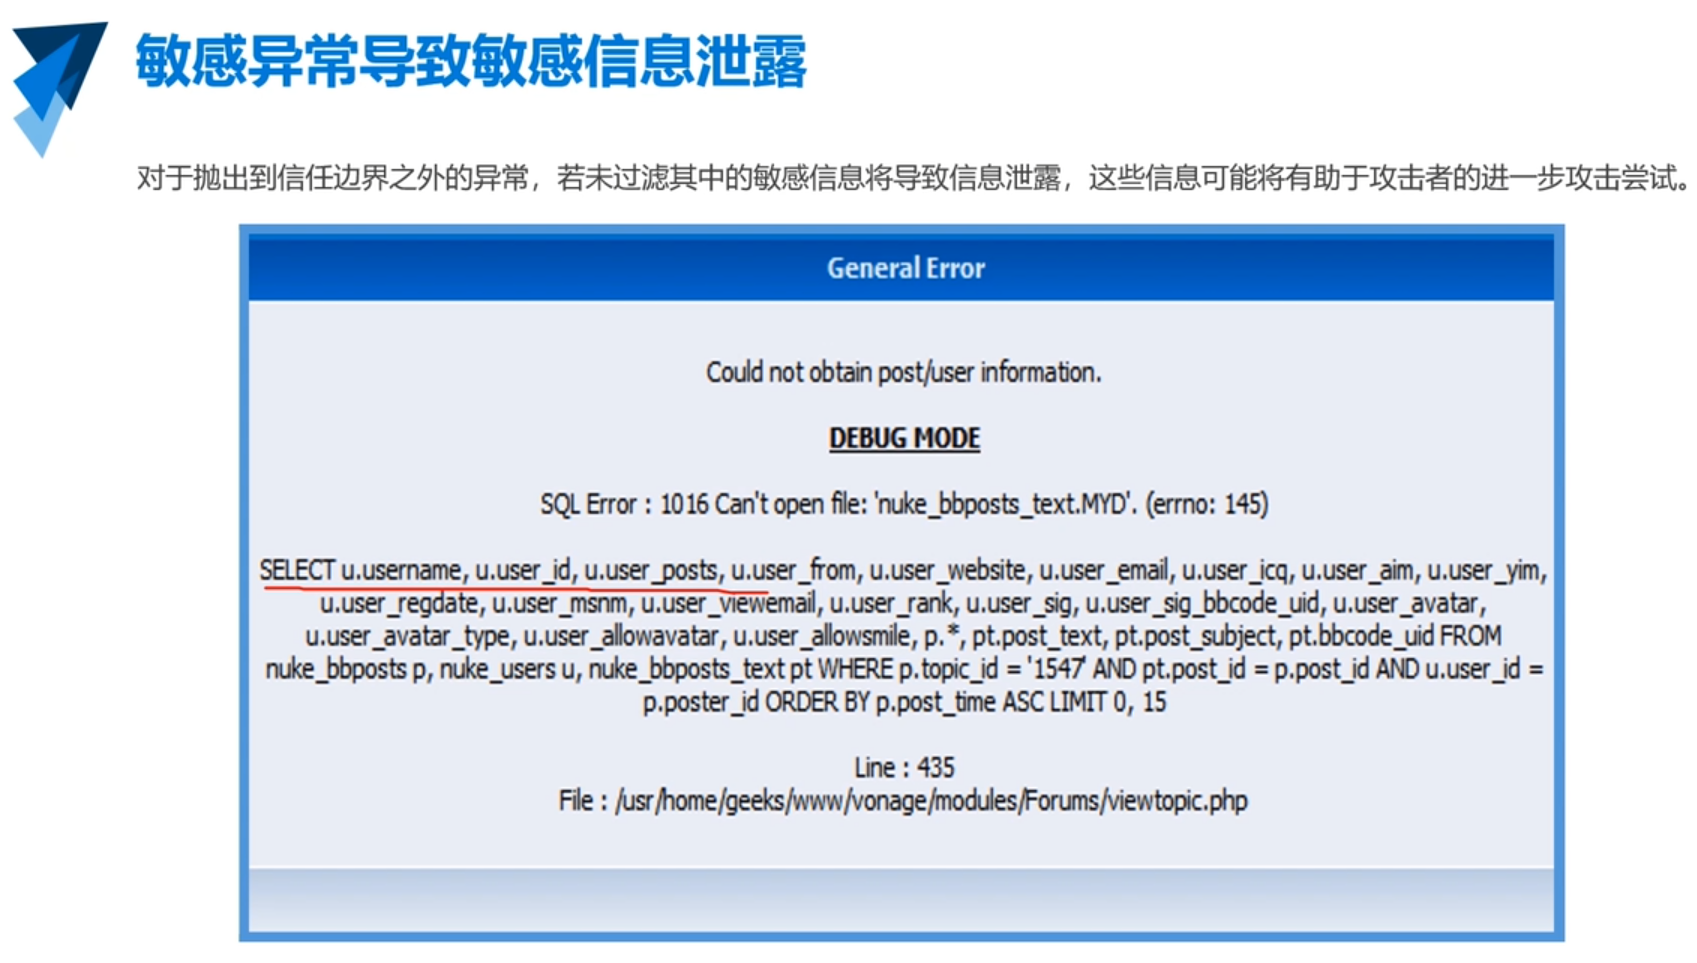 敏感异常导致敏感信息泄露
对于抛出到信任边界之外的异常，若未过滤其中的敏感信息将导致信息泄露，这些信息可能将有助于攻击者的进一步攻击尝试。
General Error
Could not obtain post/user information.
DEBUG MODE
SQL Error : 1016 Can't open file: 'nuke_bbposts_text.MYD'. (errno: 145)
SELECT u.username, u.user_id, u.user_posts, u.user_from, u.user_website, u.user_email, u.user_icq, u.user_aim, u.user_yim,
u.user_regdate, u.user_msnm, u.user_viewemail, u.user_rank, u.user_sig, u.user_sig_bbcode_uid, u.user_avatar,
u.user_avatar_type, u.user_allowavatar, u.user_allowsmile, p.*, pt.post_text, pt.post_subject, pt.bbcode_uid FROM
nuke_bbposts p, nuke_users u, nuke_bbposts_text pt WHERE p.topic_id = '1547' AND pt.post_id = p.post_id AND u.user_id =
p.poster_id ORDER BY p.post_time ASC LIMIT 0, 15
Line : 435
File : /usr/home/geeks/www/vonage/modules/Forums/viewtopic.php